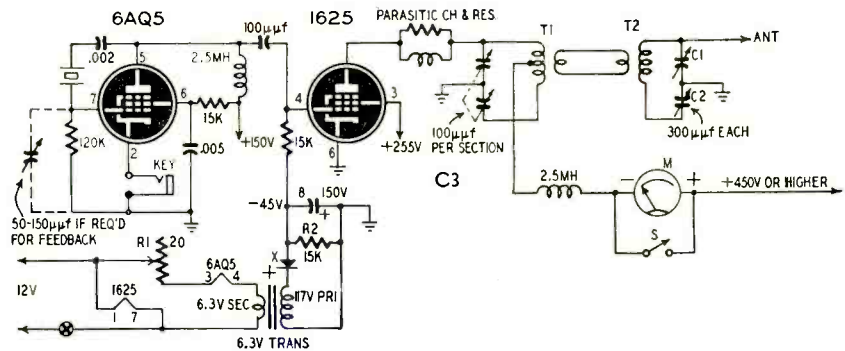 6AQ5
1625
PARASITIC CH & RES.
100μμf
T1
T2
.002
5
2.5MH
C1
ANT
7
6
4
3
15K
+150V
120K
.005
15K
6
+255V
100μμf
PER SECTION
C2
300μμf EACH
2
KEY
C3
2.5MH
M
−
+
+450V OR HIGHER
−45V
8
150V
+
50-150μμf IF REQ'D
FOR FEEDBACK
R1
20
R2
15K
S
6AQ5
3 4
X
+
12V
1625
1 7
6.3V SEC
117V PRI
6.3V TRANS